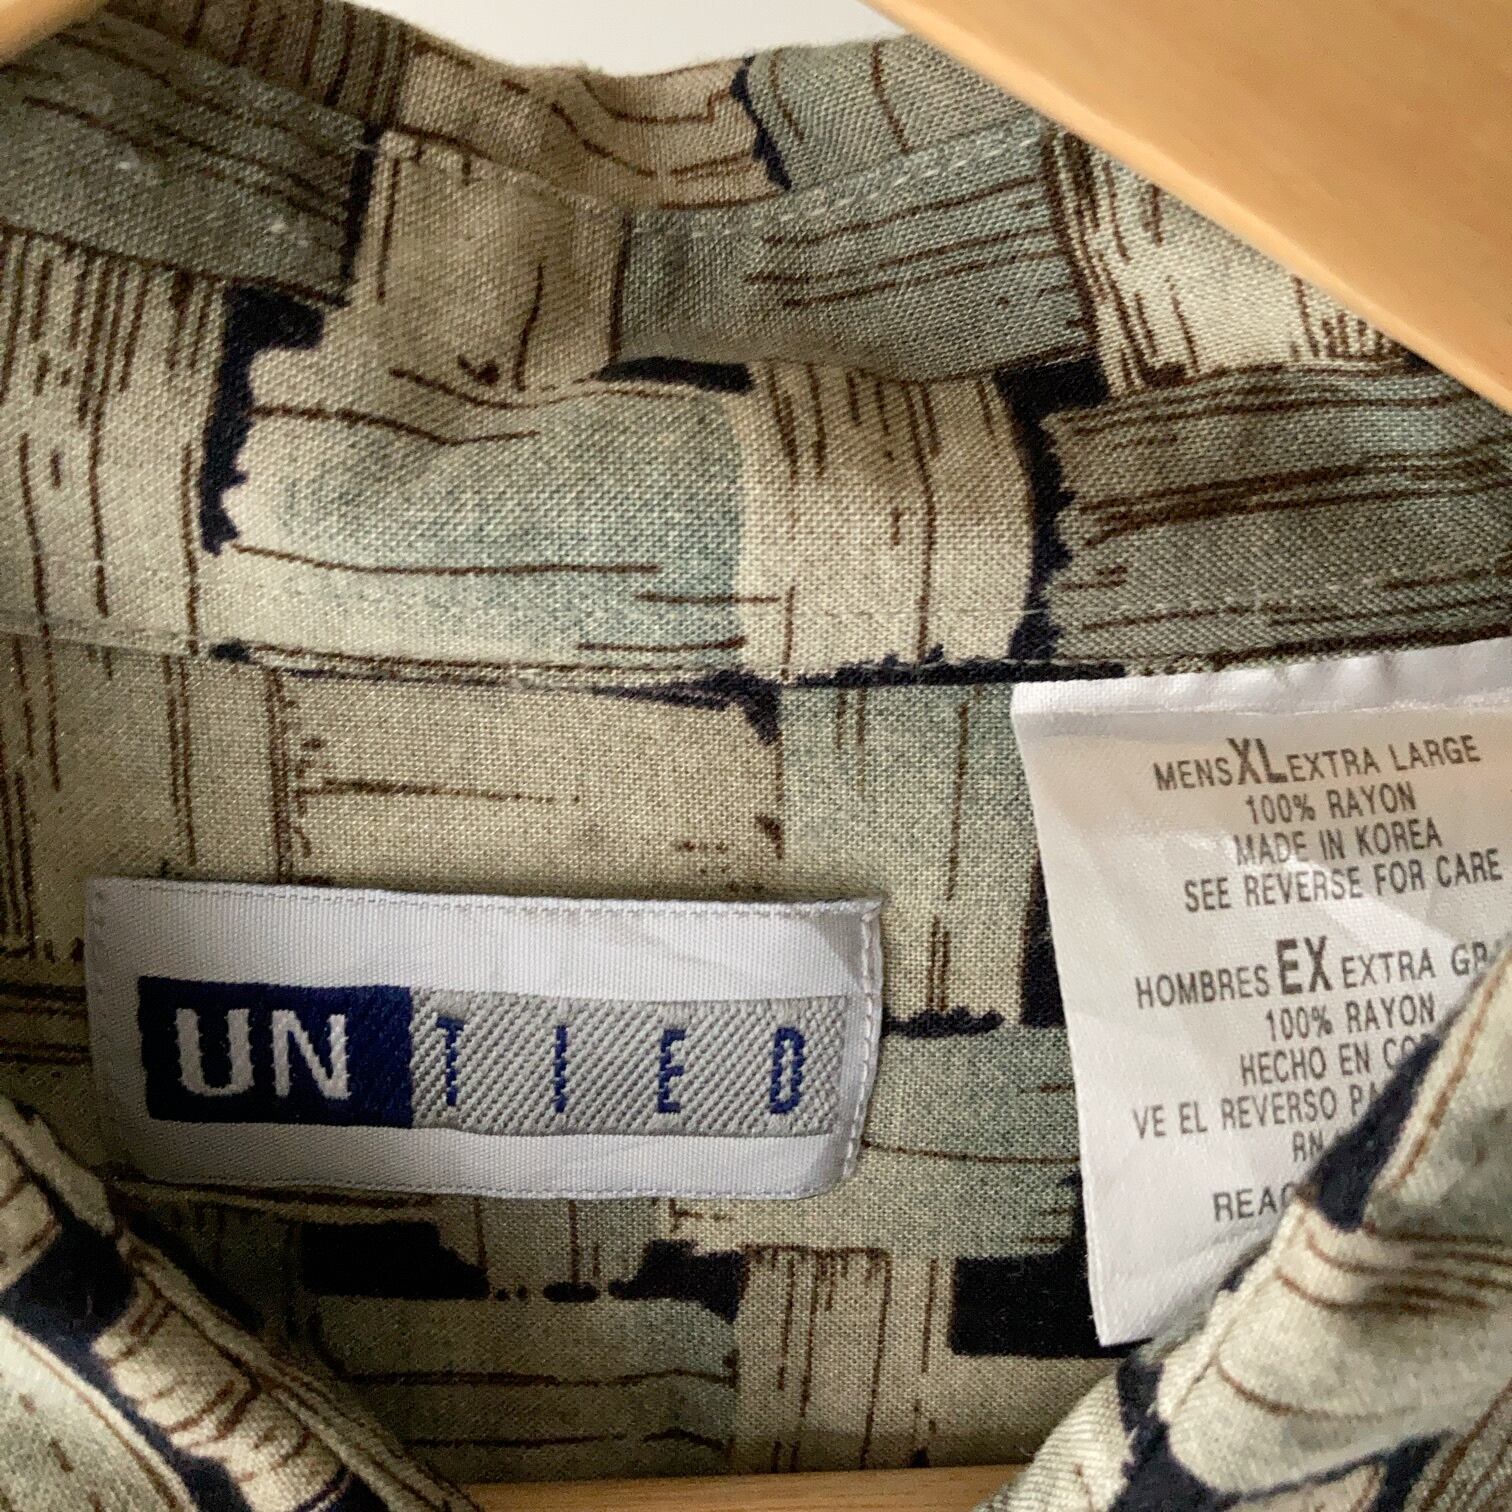 UNTIED
MENS XL EXTRA LARGE
100% RAYON
MADE IN KOREA
SEE REVERSE FOR CARE
HOMBRES EX EXTRA
100% RAYON
HECHO EN
VE EL REVERSO
RN